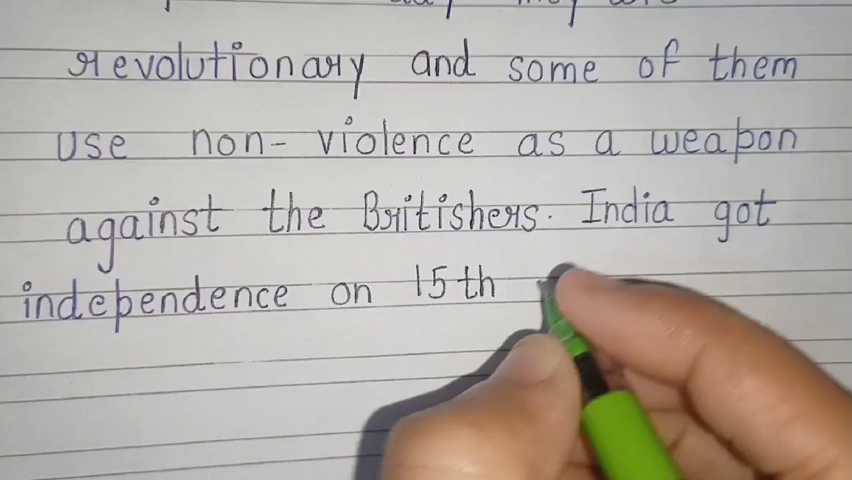 revolutionary and some of them
use non-violence as a weapon
against the Britishers. India got
independence on 15th